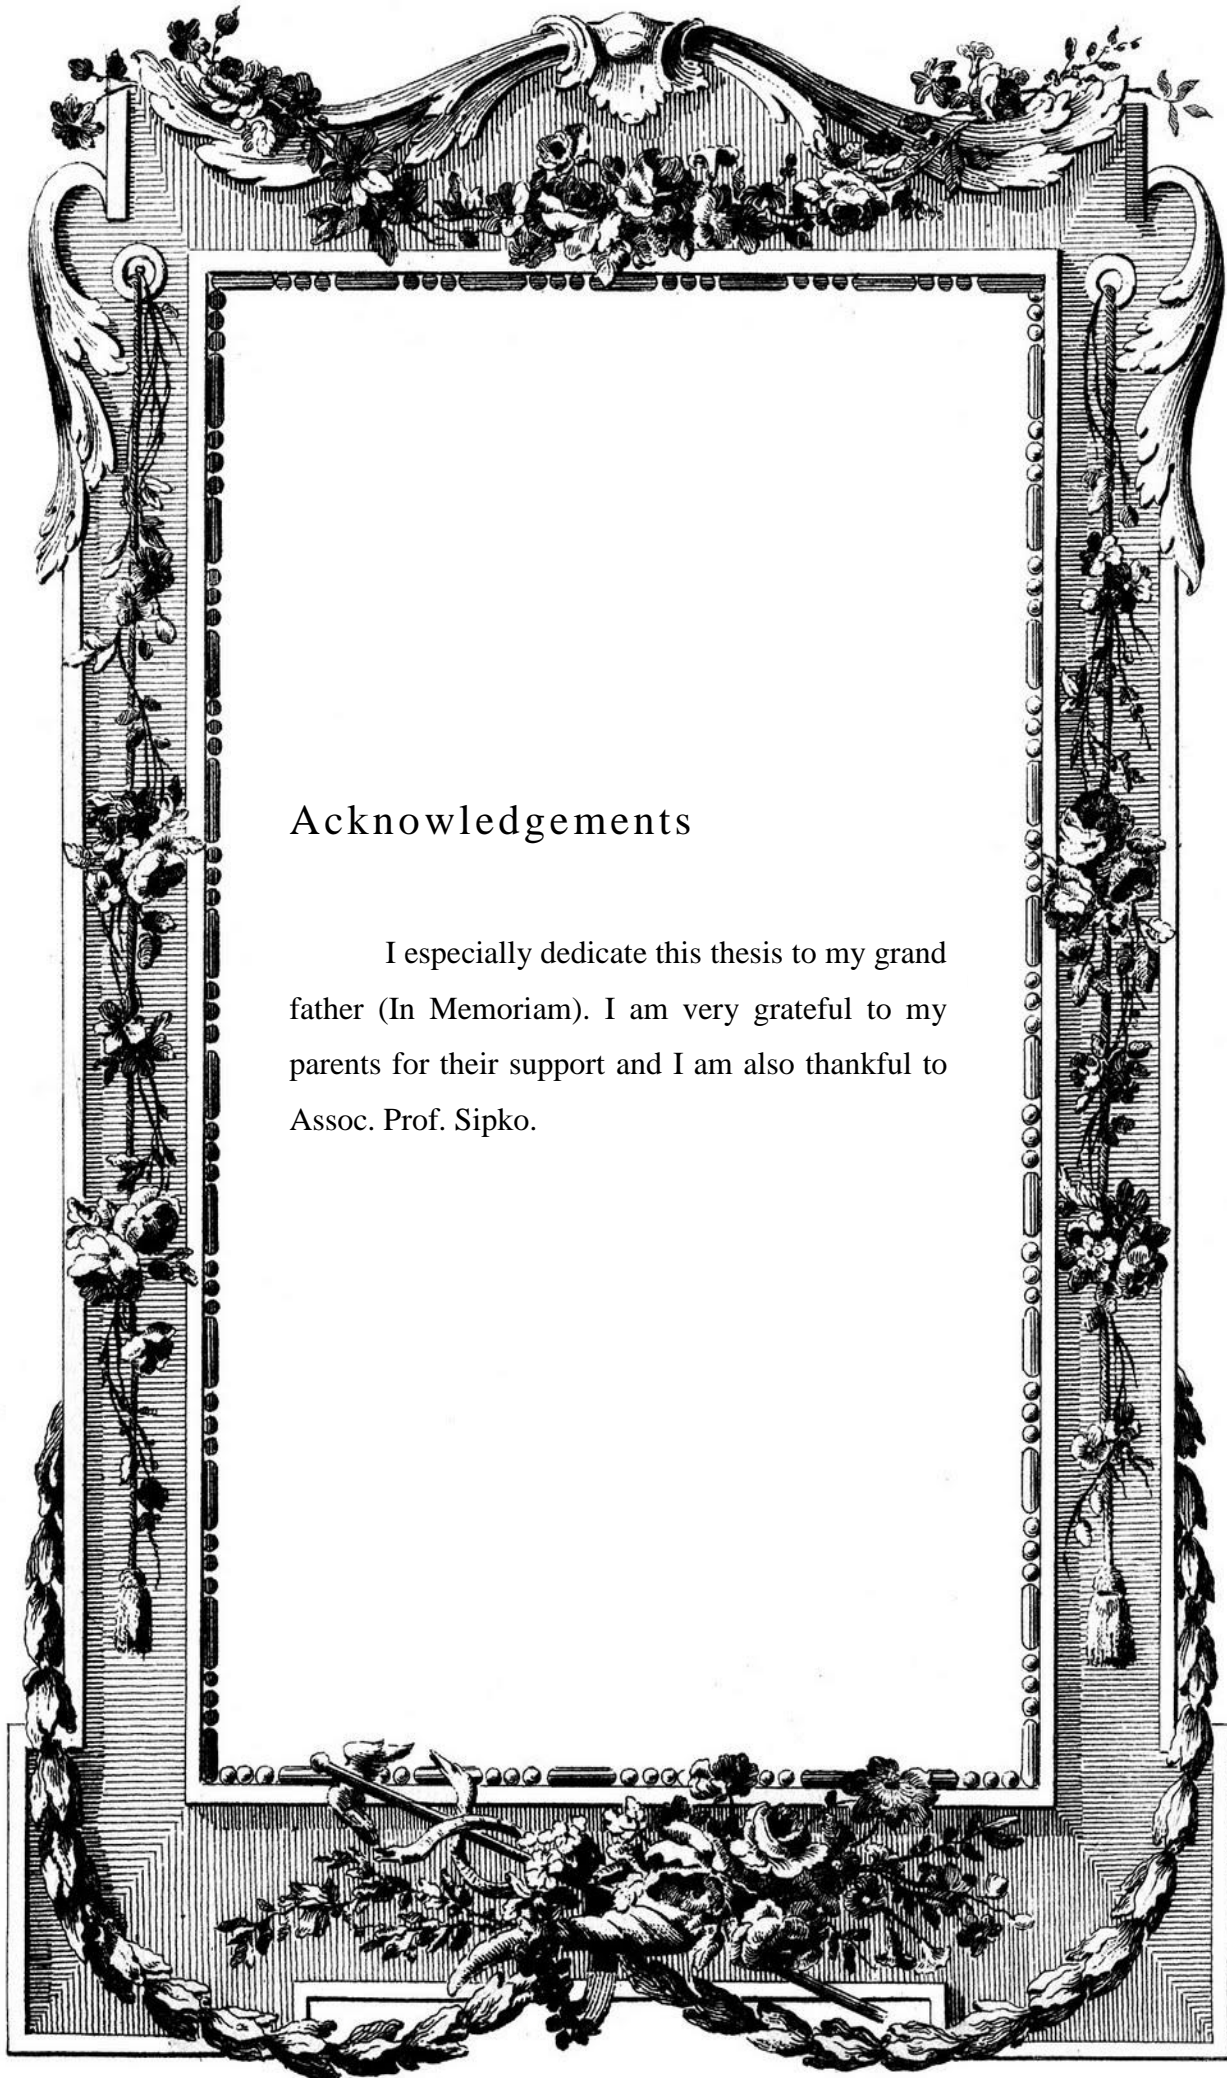 Acknowledgements
I especially dedicate this thesis to my grand
father (In Memoriam). I am very grateful to my
parents for their support and I am also thankful to
Assoc. Prof. Sipko.